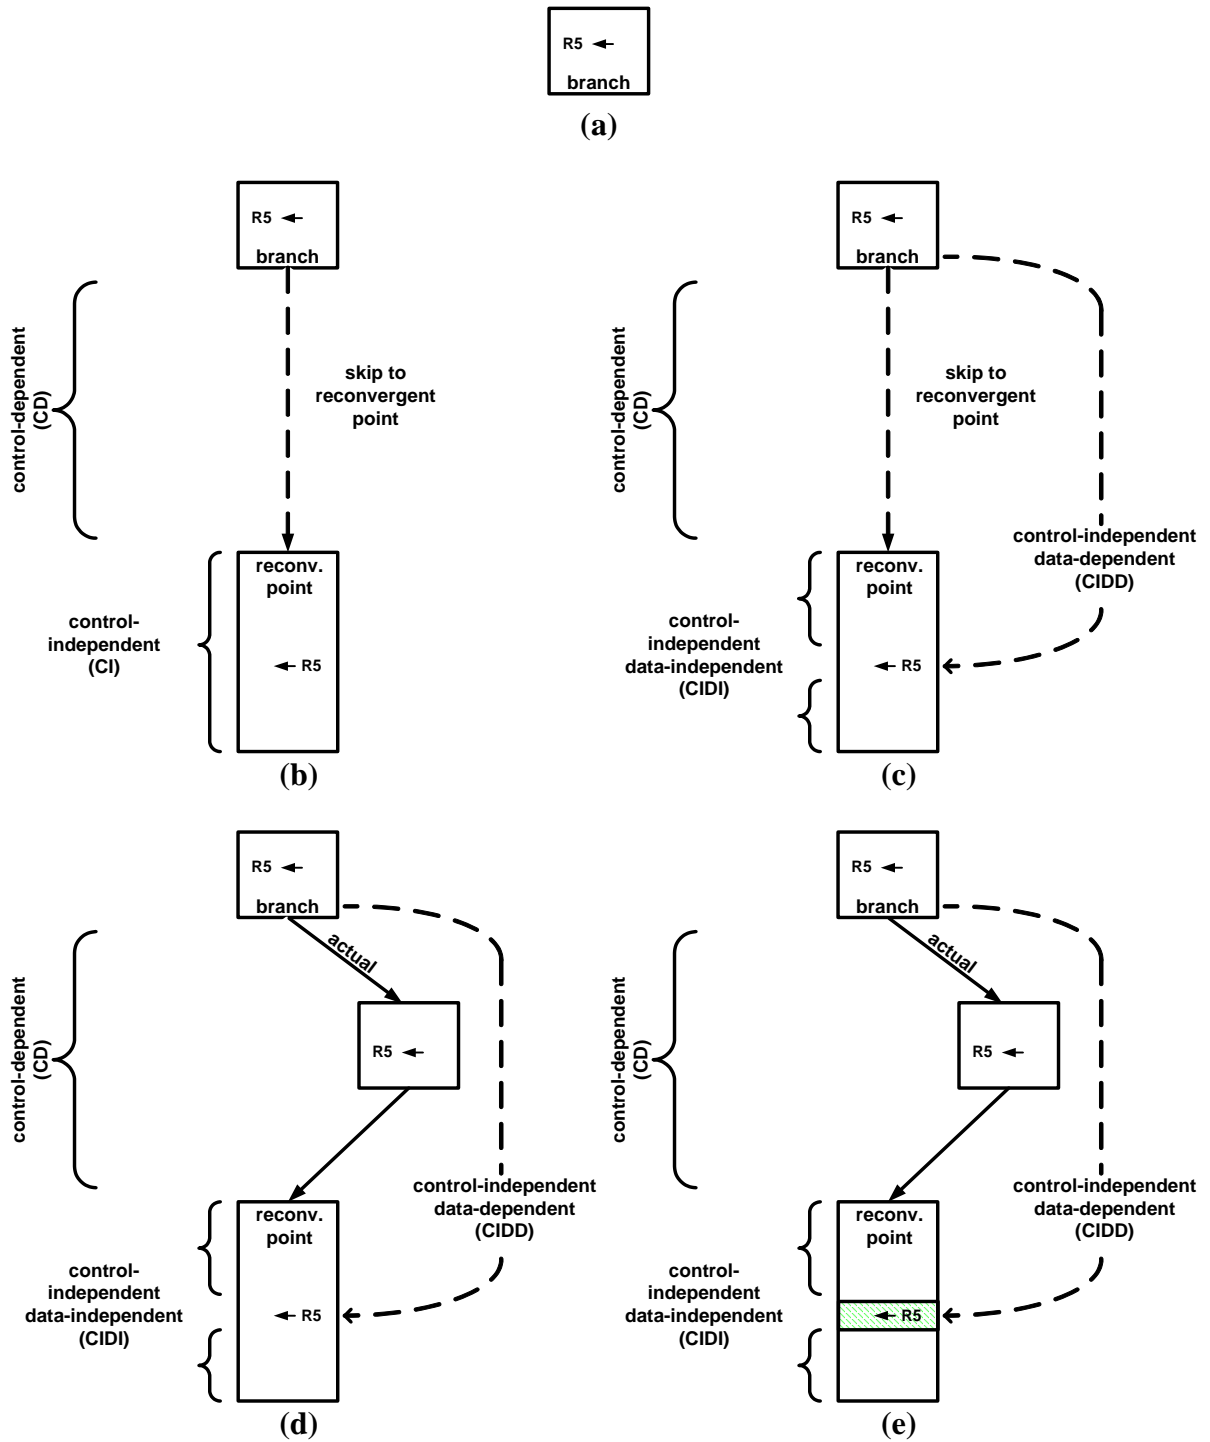 R5
branch
(a)
R5
branch
control-dependent
(CD)
skip to
reconvergent
point
reconv.
point
control-
independent
(CI)
R5
(b)
R5
branch
control-dependent
(CD)
skip to
reconvergent
point
control-independent
data-dependent
(CIDD)
reconv.
point
control-
independent
data-independent
(CIDI)
R5
(c)
R5
branch
actual
control-dependent
(CD)
R5
control-independent
data-dependent
(CIDD)
reconv.
point
control-
independent
data-independent
(CIDI)
R5
(d)
R5
branch
actual
control-dependent
(CD)
R5
control-independent
data-dependent
(CIDD)
reconv.
point
control-
independent
data-independent
(CIDI)
R5
(e)